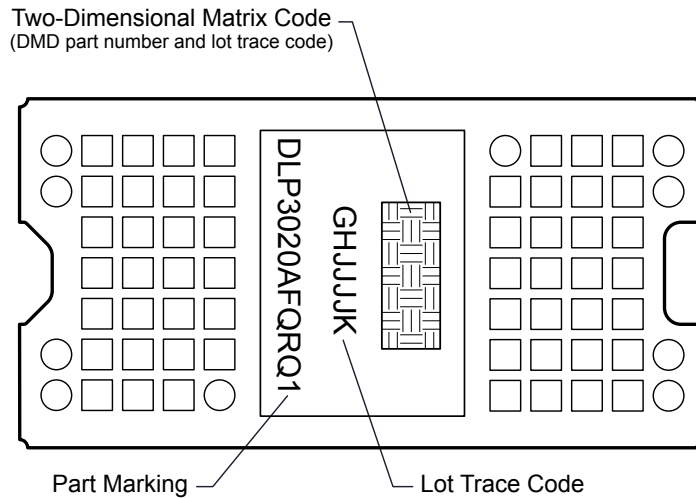 Two-Dimensional Matrix Code
(DMD part number and lot trace code)
DLP3020AFQRQ1
GHJJJJK
Part Marking
Lot Trace Code